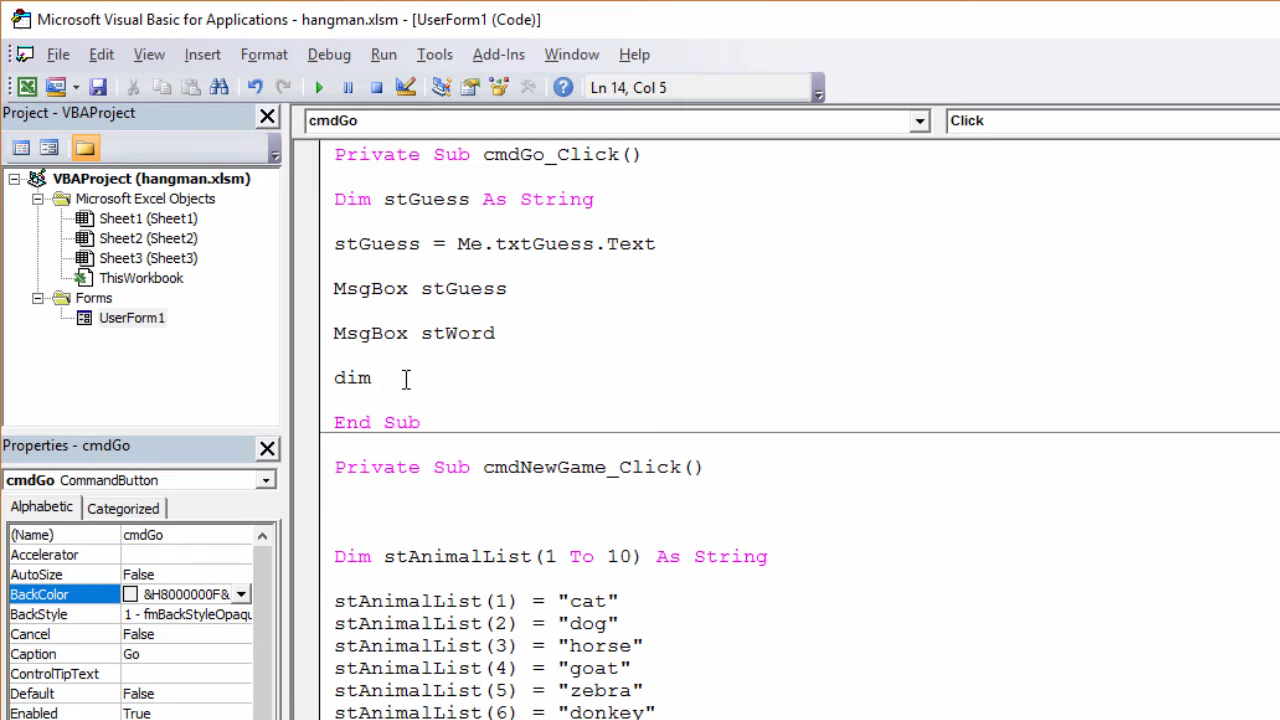 Microsoft Visual Basic for Applications - hangman.xlsm - [UserForm1 (Code)]
File Edit View Insert Format Debug Run Tools Add-Ins Window Help
Ln 14, Col 5
Project - VBAProject
VBAProject (hangman.xlsm)
Microsoft Excel Objects
Sheet1 (Sheet1)
Sheet2 (Sheet2)
Sheet3 (Sheet3)
ThisWorkbook
Forms
UserForm1
Properties - cmdGo
cmdGo CommandButton
Alphabetic Categorized
(Name) cmdGo
Accelerator
AutoSize False
BackColor &H8000000F&
BackStyle 1 - fmBackStyleOpaqu
Cancel False
Caption Go
ControlTipText
Default False
Enabled True
cmdGo Click
Private Sub cmdGo_Click()
Dim stGuess As String
stGuess = Me.txtGuess.Text
MsgBox stGuess
MsgBox stWord
dim
End Sub
Private Sub cmdNewGame_Click()
Dim stAnimalList(1 To 10) As String
stAnimalList(1) = "cat"
stAnimalList(2) = "dog"
stAnimalList(3) = "horse"
stAnimalList(4) = "goat"
stAnimalList(5) = "zebra"
stAnimalList(6) = "donkey"